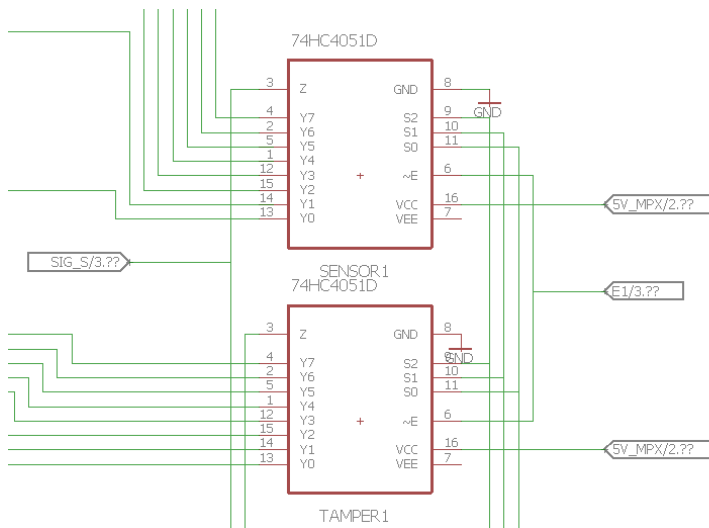 74HC4051D
3 Z GND 8
4 Y7 S2 9 GND
2 Y6 S1 10
5 Y5 S0 11
1 Y4
12 Y3 ~E 6
15 Y2
14 Y1 VCC 16 5V_MPX/2.??
13 Y0 VEE 7
SIG_S/3.??
SENSOR1
74HC4051D
E1/3.??
3 Z GND 8
4 Y7 S2 9 GND
2 Y6 S1 10
5 Y5 S0 11
1 Y4
12 Y3 ~E 6
15 Y2
14 Y1 VCC 16 5V_MPX/2.??
13 Y0 VEE 7
TAMPER1